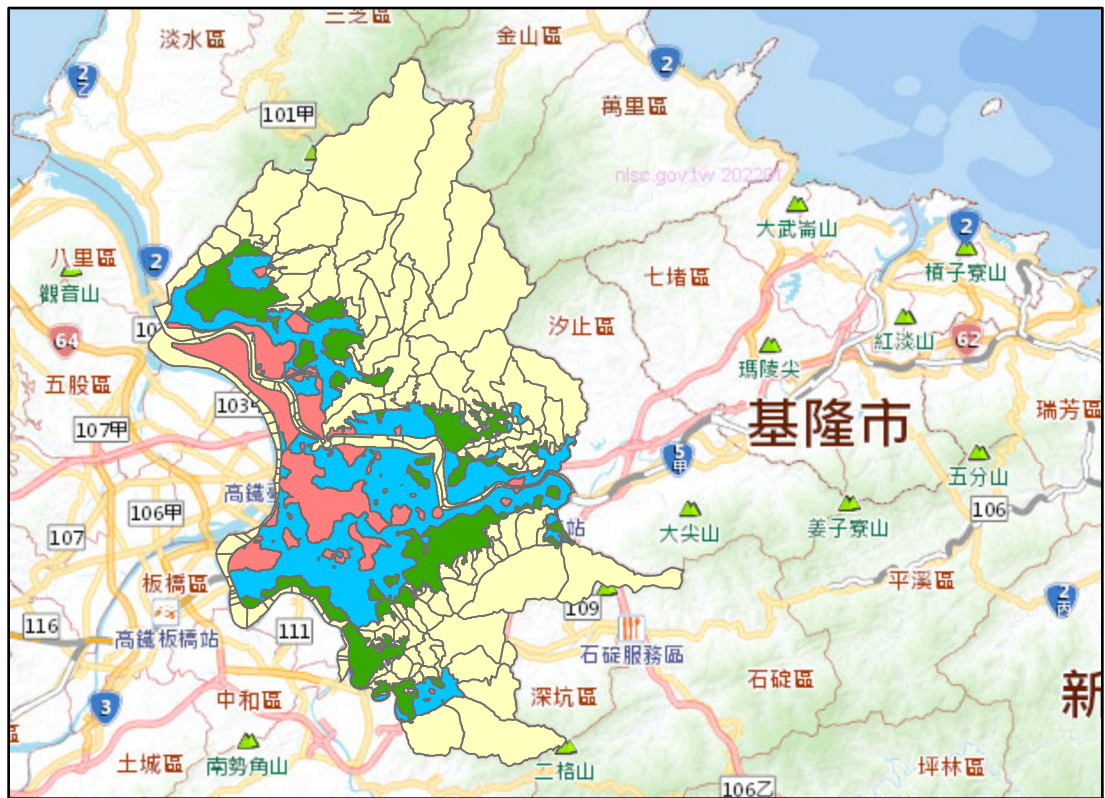 三芝區
淡水區
金山區
2
乙
2
101甲
萬里區
nlsc.gov.tw 20220
大武崙山
2
八里區
2
槓子寮山
觀音山
七堵區
汐止區
紅淡山
64
62
五股區
瑪陵尖
103
瑞芳區
107甲
基隆市
5
甲
五分山
高鐵
106甲
106
大尖山
姜子寮山
107
站
板橋區
平溪區
2
丙
109
116
111
高鐵板橋站
石碇服務區
石碇區
中和區
深坑區
新
3
區
土城區
南勢角山
二格山
坪林區
106乙